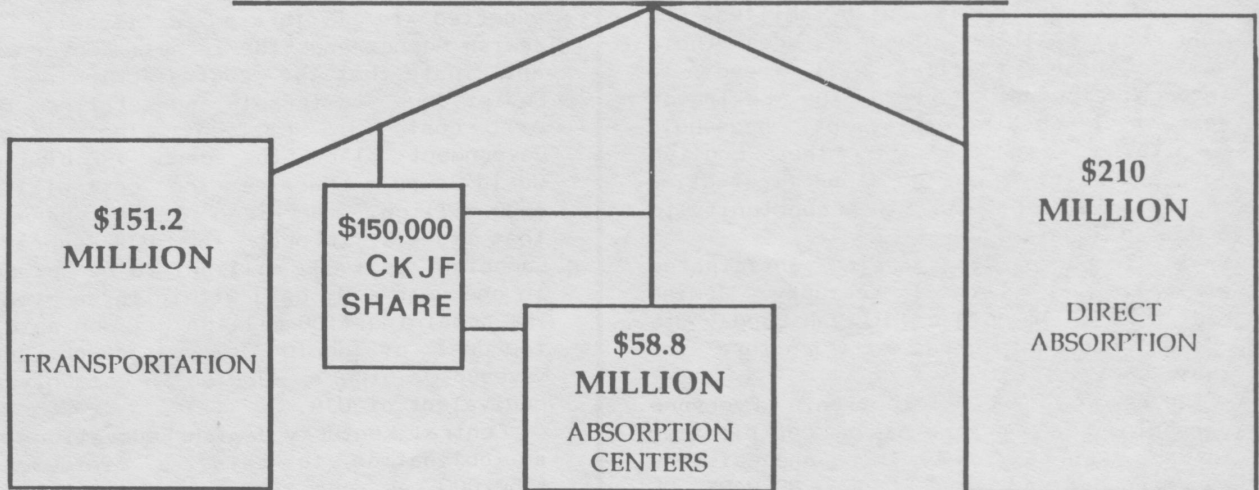 $151.2
MILLION
TRANSPORTATION
$150,000
CKJF
SHARE
$58.8
MILLION
ABSORPTION
CENTERS
$210
MILLION
DIRECT
ABSORPTION